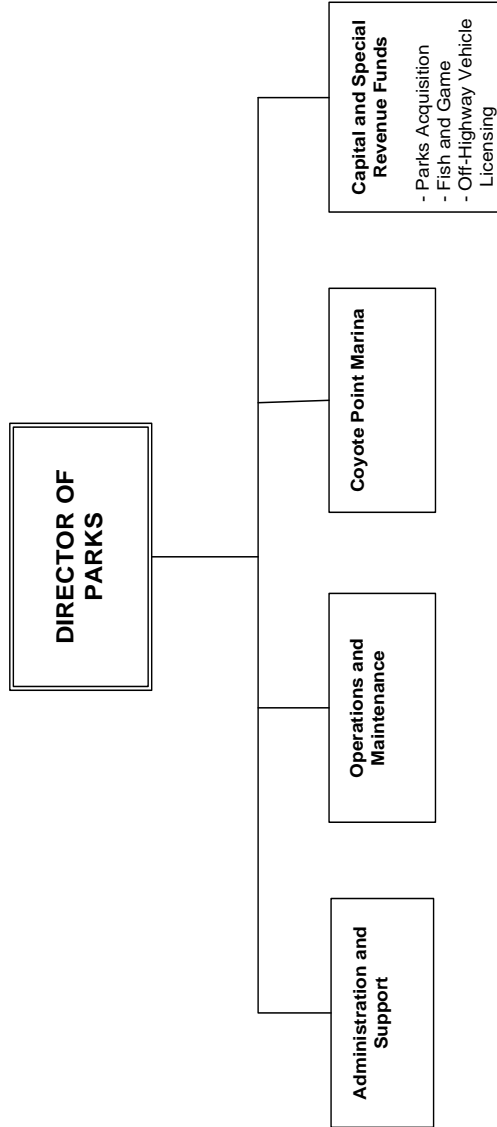 DIRECTOR OF
PARKS
Administration and
Support
Operations and
Maintenance
Coyote Point Marina
Capital and Special
Revenue Funds
- Parks Acquisition
- Fish and Game
- Off-Highway Vehicle
Licensing